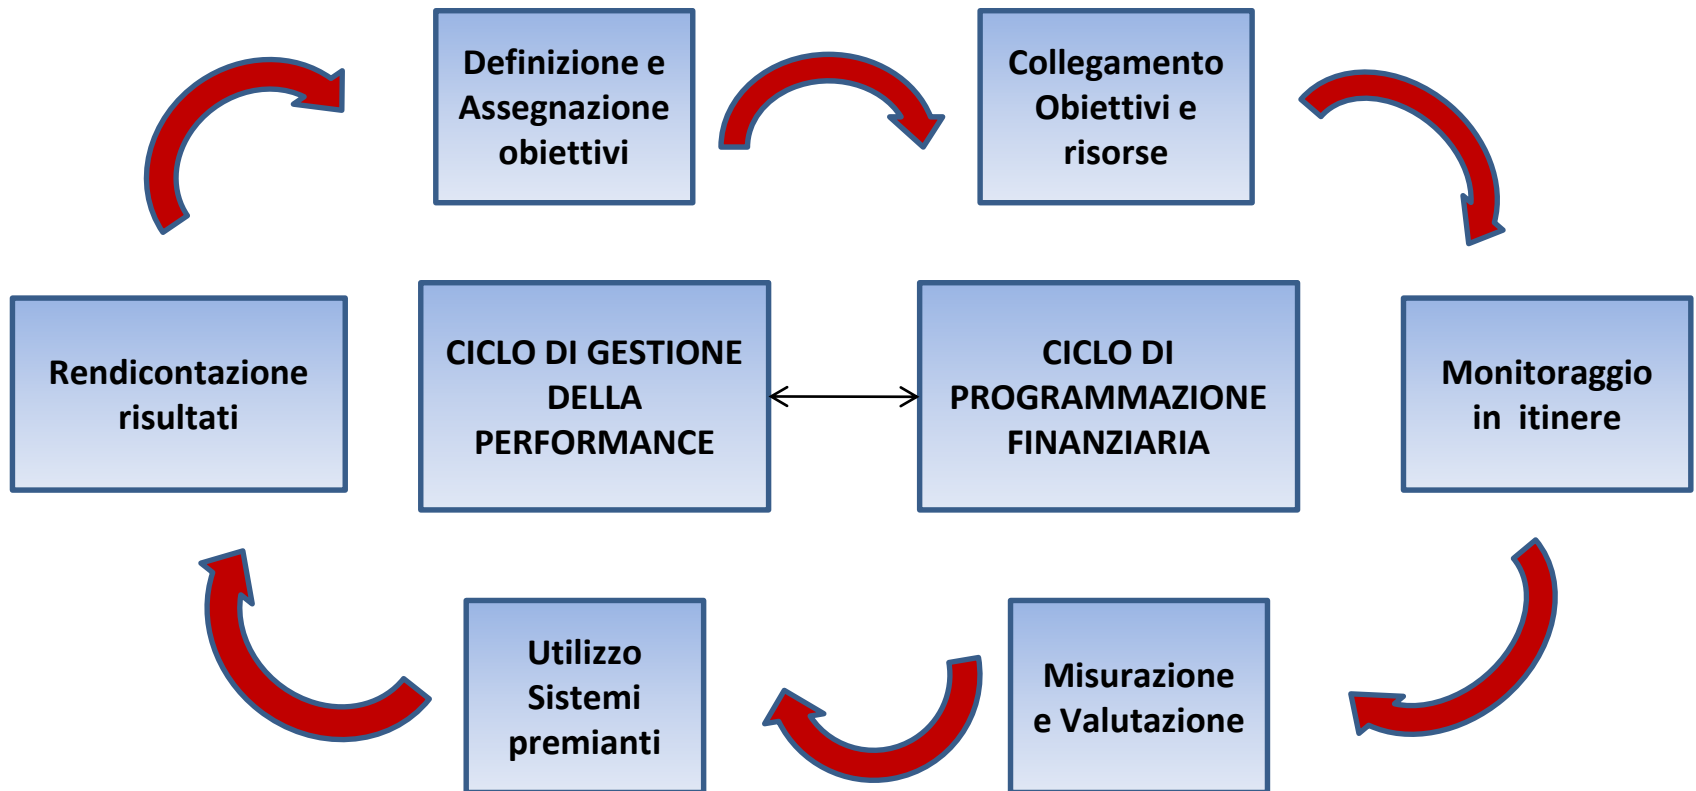 Definizione e
Assegnazione
obiettivi
Collegamento
Obiettivi e
risorse
Rendicontazione
risultati
CICLO DI GESTIONE
DELLA
PERFORMANCE
CICLO DI
PROGRAMMAZIONE
FINANZIARIA
Monitoraggio
in itinere
Utilizzo
Sistemi
premianti
Misurazione
e Valutazione